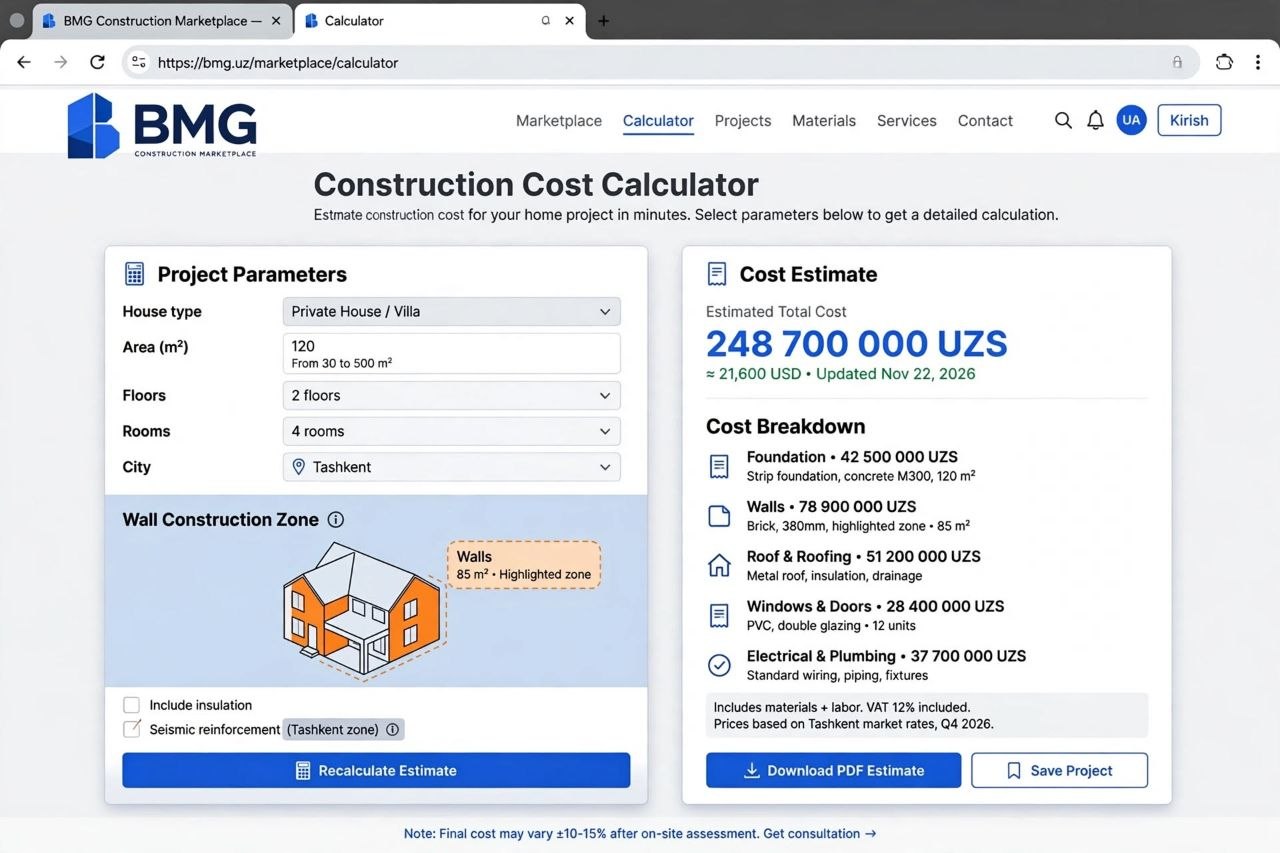 BMG Construction Marketplace —
Calculator
https://bmg.uz/marketplace/calculator
BMG
CONSTRUCTION MARKETPLACE
Marketplace Calculator Projects Materials Services Contact UA Kirish
Construction Cost Calculator
Estmate construction cost for your home project in minutes. Select parameters below to get a detailed calculation.
Project Parameters
House type Private House / Villa
Area (m²) 120
From 30 to 500 m²
Floors 2 floors
Rooms 4 rooms
City Tashkent
Wall Construction Zone
Walls
85 m² • Highlighted zone
Include insulation
Seismic reinforcement (Tashkent zone)
Recalculate Estimate
Cost Estimate
Estimated Total Cost
248 700 000 UZS
≈ 21,600 USD • Updated Nov 22, 2026
Cost Breakdown
Foundation • 42 500 000 UZS
Strip foundation, concrete M300, 120 m²
Walls • 78 900 000 UZS
Brick, 380mm, highlighted zone • 85 m²
Roof & Roofing • 51 200 000 UZS
Metal roof, insulation, drainage
Windows & Doors • 28 400 000 UZS
PVC, double glazing • 12 units
Electrical & Plumbing • 37 700 000 UZS
Standard wiring, piping, fixtures
Includes materials + labor. VAT 12% included.
Prices based on Tashkent market rates, Q4 2026.
Download PDF Estimate
Save Project
Note: Final cost may vary ±10-15% after on-site assessment. Get consultation →